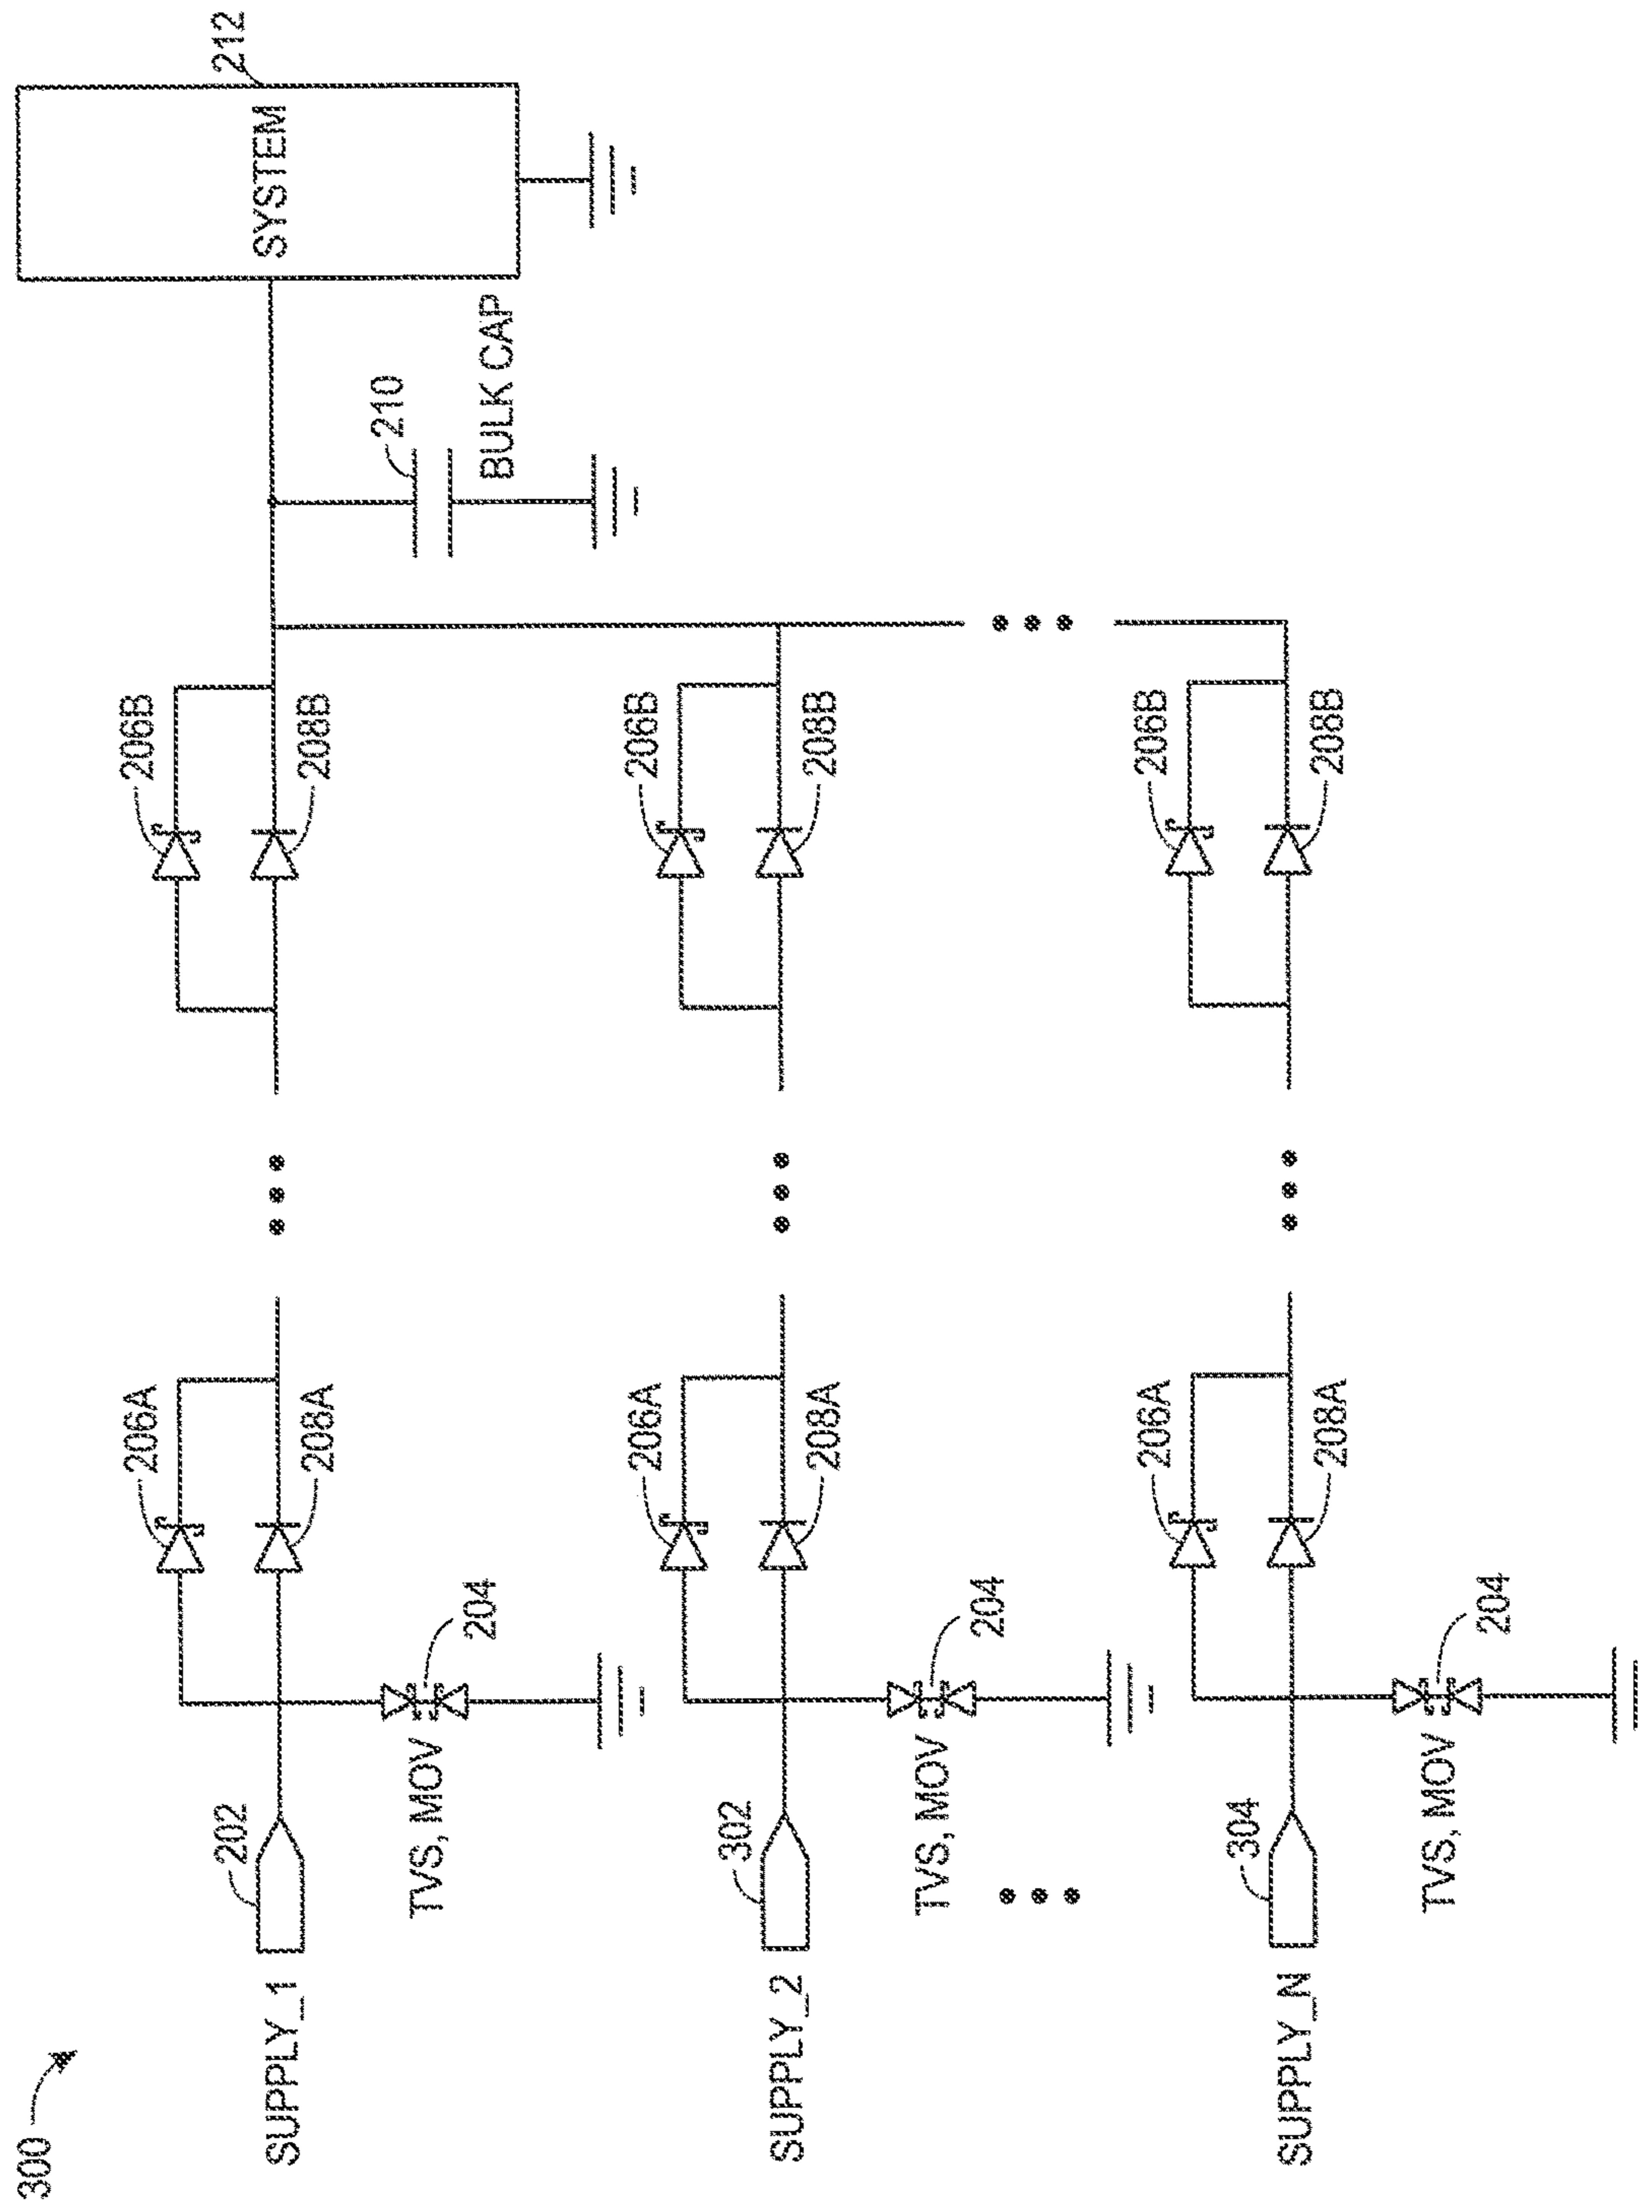 300
SUPPLY_1
202
TVS, MOV
204
206A
208A
206B
208B
210
BULK CAP
SYSTEM
212
SUPPLY_2
302
TVS, MOV
204
206A
208A
206B
208B
SUPPLY_N
304
TVS, MOV
204
206A
208A
206B
208B